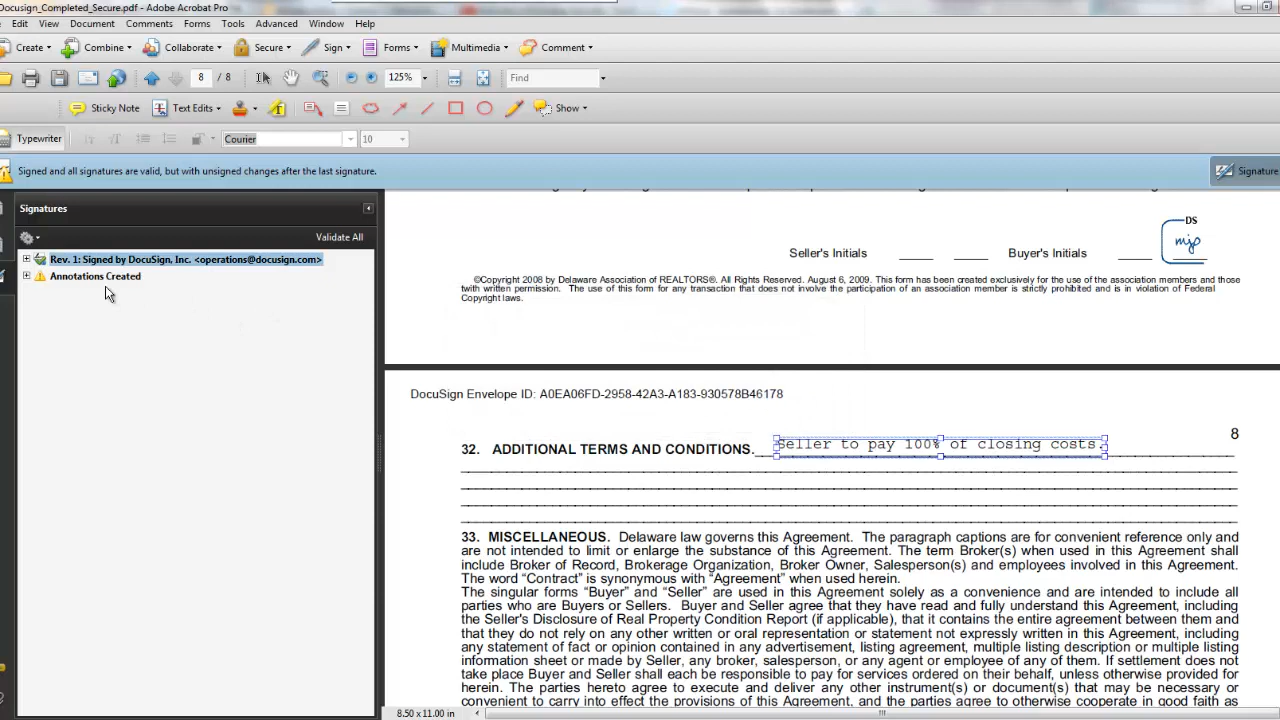 Docusign_Completed_Secure.pdf - Adobe Acrobat Pro
Edit View Document Comments Forms Tools Advanced Window Help
Create Combine Collaborate Secure Sign Forms Multimedia Comment
8 / 8 125% Find
Sticky Note Text Edits Show
Typewriter Courier 10
Signed and all signatures are valid, but with unsigned changes after the last signature.
Signature
Signatures
Validate All
Rev. 1: Signed by DocuSign, Inc. <operations@docusign.com>
Annotations Created
DS
mjp
Seller's Initials ____ ____ Buyer's Initials ____ ____
©Copyright 2008 by Delaware Association of REALTORS®. All Rights Reserved. August 6, 2009. This form has been created exclusively for the use of the association members and those
twith written permission. The use of this form for any transaction that does not involve the participation of an association member is strictly prohibited and is in violation of Federal
Copyright laws.
DocuSign Envelope ID: A0EA06FD-2958-42A3-A183-930578B46178
8
32. ADDITIONAL TERMS AND CONDITIONS. Seller to pay 100% of closing costs.
33. MISCELLANEOUS. Delaware law governs this Agreement. The paragraph captions are for convenient reference only and
are not intended to limit or enlarge the substance of this Agreement. The term Broker(s) when used in this Agreement shall
include Broker of Record, Brokerage Organization, Broker Owner, Salesperson(s) and employees involved in this Agreement.
The word “Contract” is synonymous with “Agreement” when used herein.
The singular forms “Buyer” and “Seller” are used in this Agreement solely as a convenience and are intended to include all
parties who are Buyers or Sellers. Buyer and Seller agree that they have read and fully understand this Agreement, including
the Seller's Disclosure of Real Property Condition Report (if applicable), that it contains the entire agreement between them and
that they do not rely on any other written or oral representation or statement not expressly written in this Agreement, including
any statement of fact or opinion contained in any advertisement, listing agreement, multiple listing description or multiple listing
information sheet or made by Seller, any broker, salesperson, or any agent or employee of any of them. If settlement does not
take place Buyer and Seller shall each be responsible to pay for services ordered on their behalf, unless otherwise provided for
herein. The parties hereto agree to execute and deliver any other instrument(s) or document(s) that may be necessary or
convenient to carry into effect the provisions of this Agreement, and the parties agree to otherwise cooperate in good faith as
8.50 x 11.00 in